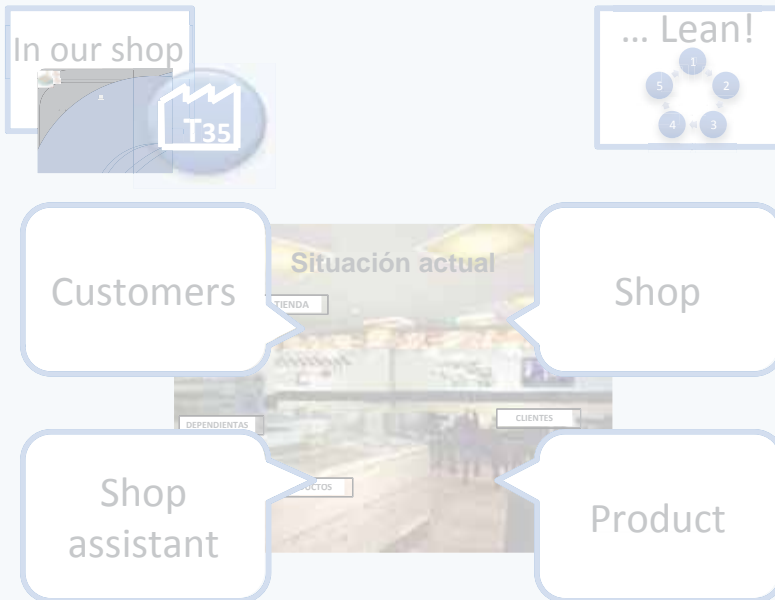 In our shop
T35
... Lean!
1
5
2
4
3
Customers
Situación actual
Shop
TIENDA
CLIENTES
DEPENDIENTAS
Shop
assistant
Product